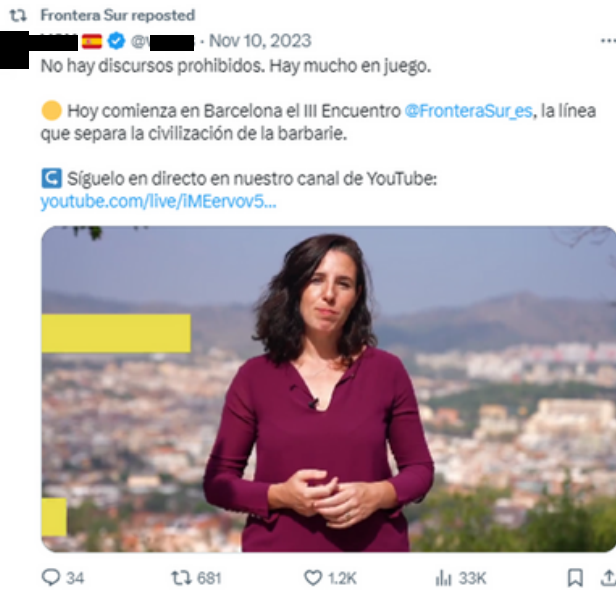 Frontera Sur reposted
· Nov 10, 2023
No hay discursos prohibidos. Hay mucho en juego.
Hoy comienza en Barcelona el III Encuentro @FronteraSur_es, la línea
que separa la civilización de la barbarie.
Síguelo en directo en nuestro canal de YouTube:
youtube.com/live/iMEervov5...
34 681 1.2K 33K